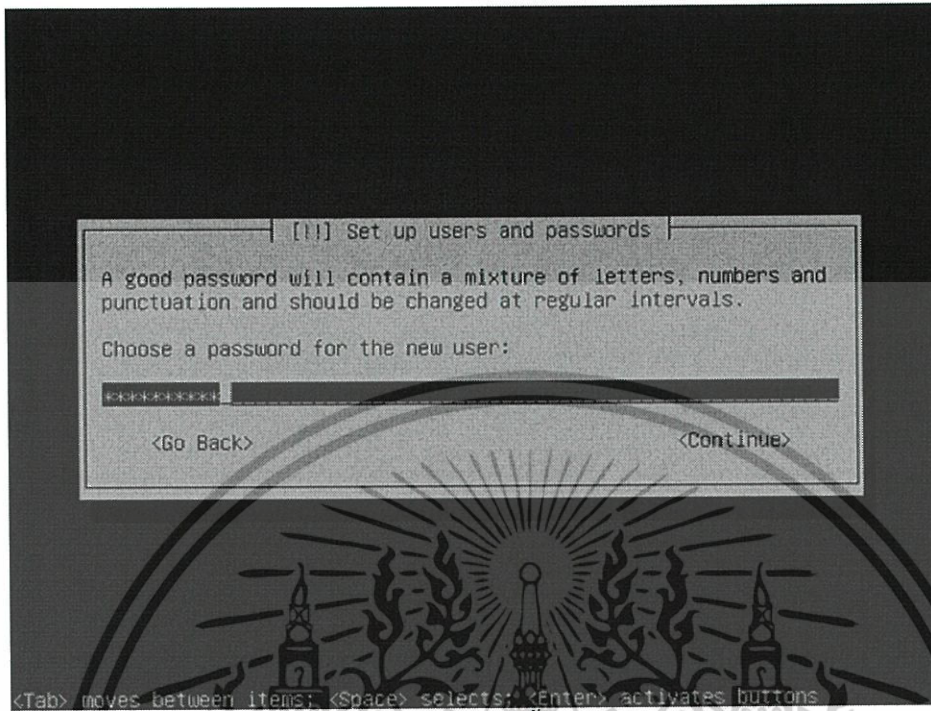 [!!] Set up users and passwords
A good password will contain a mixture of letters, numbers and
punctuation and should be changed at regular intervals.
Choose a password for the new user:
**********
<Go Back> <Continue>
<Tab> moves between items; <Space> selects; <Enter> activates buttons